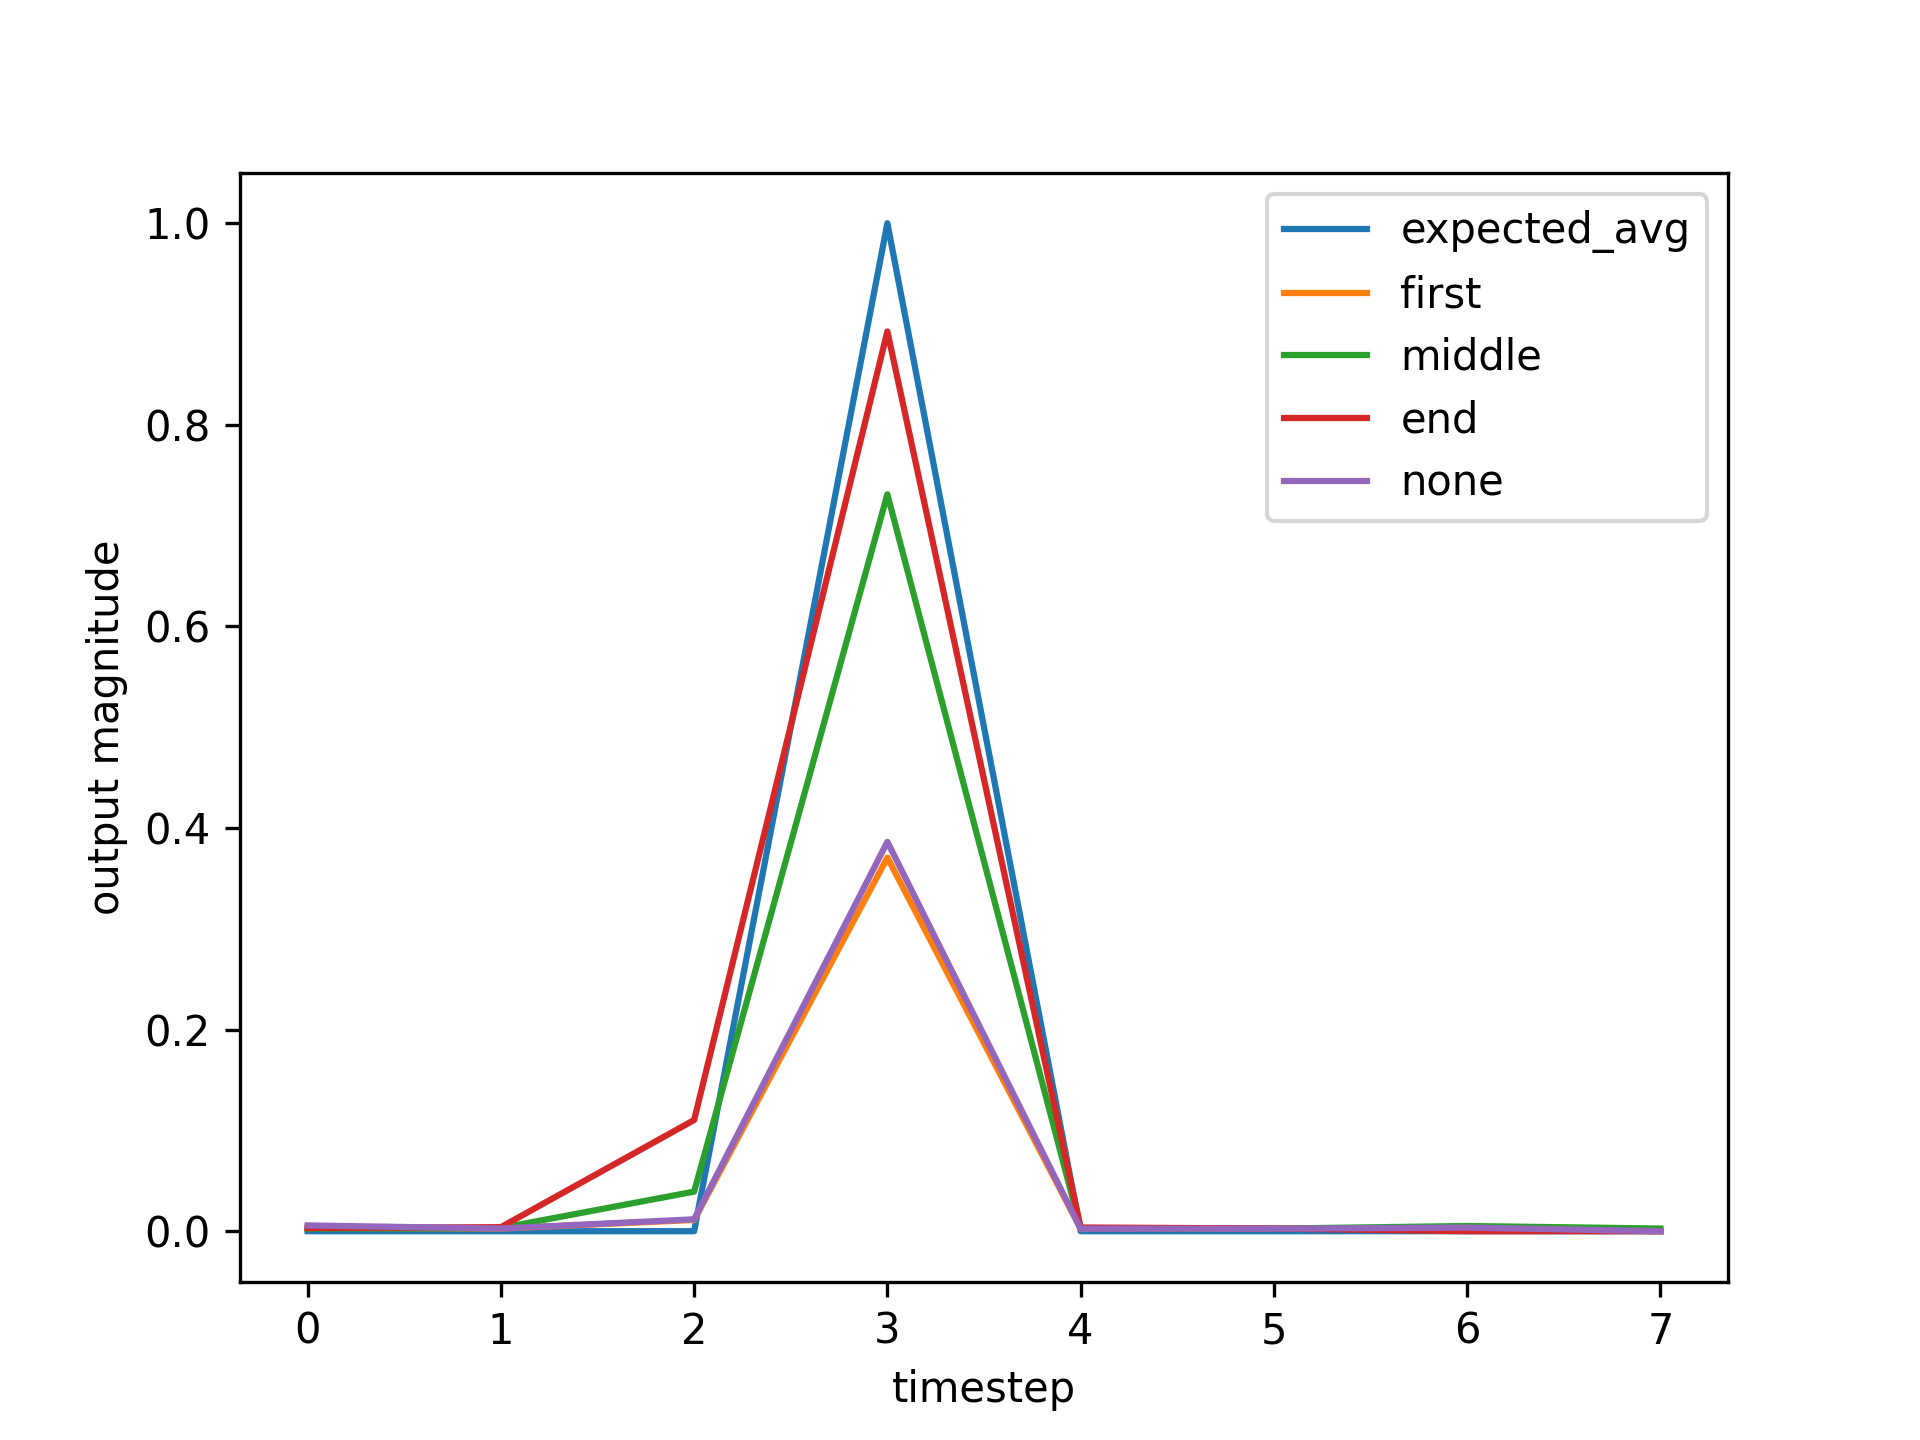 1.0
0.8
0.6
0.4
0.2
0.0
output magnitude
0 1 2 3 4 5 6 7
timestep
expected_avg
first
middle
end
none